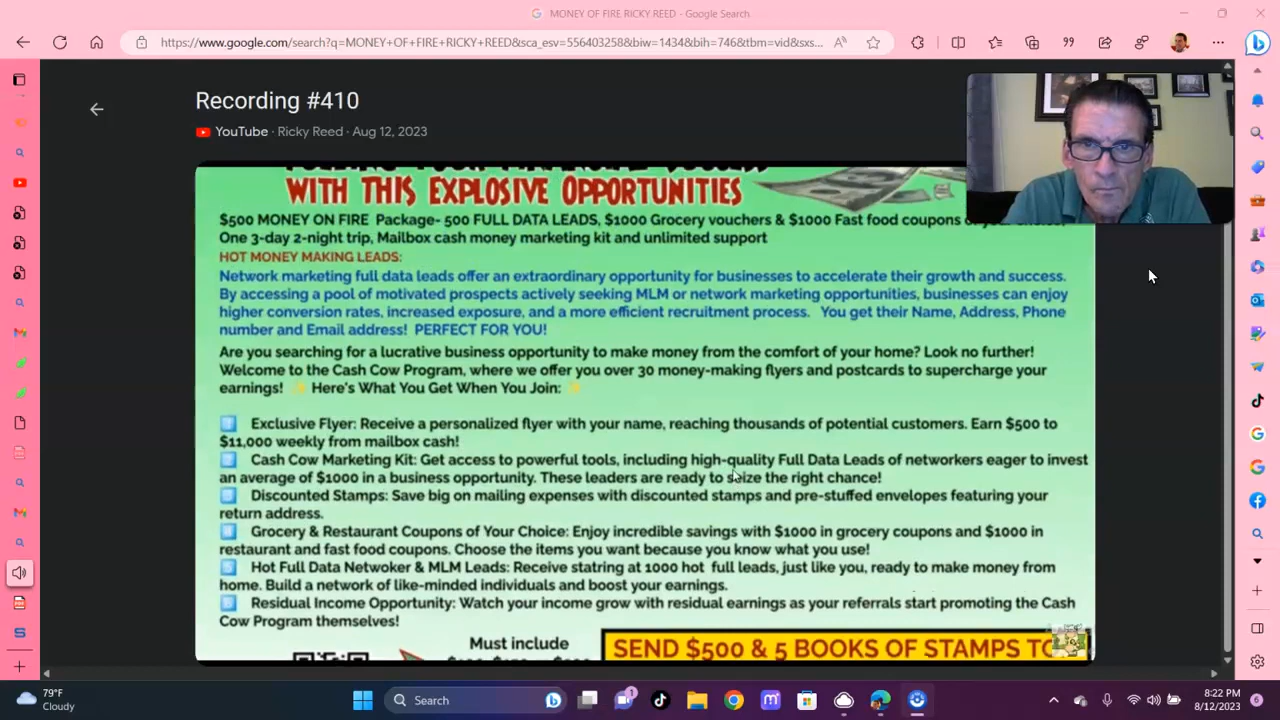 MONEY OF FIRE RICKY REED - Google Search
https://www.google.com/search?q=MONEY+OF+FIRE+RICKY+REED&sca_esv=556403258&biw=1434&bih=746&tbm=vid&sxs...
Recording #410
YouTube · Ricky Reed · Aug 12, 2023
WITH THIS EXPLOSIVE OPPORTUNITIES
$500 MONEY ON FIRE Package- 500 FULL DATA LEADS, $1000 Grocery vouchers & $1000 Fast food coupons
One 3-day 2-night trip, Mailbox cash money marketing kit and unlimited support
HOT MONEY MAKING LEADS:
Network marketing full data leads offer an extraordinary opportunity for businesses to accelerate their growth and success.
By accessing a pool of motivated prospects actively seeking MLM or network marketing opportunities, businesses can enjoy
higher conversion rates, increased exposure, and a more efficient recruitment process. You get their Name, Address, Phone
number and Email address! PERFECT FOR YOU!
Are you searching for a lucrative business opportunity to make money from the comfort of your home? Look no further!
Welcome to the Cash Cow Program, where we offer you over 30 money-making flyers and postcards to supercharge your
earnings! Here's What You Get When You Join:
Exclusive Flyer: Receive a personalized flyer with your name, reaching thousands of potential customers. Earn $500 to
$11,000 weekly from mailbox cash!
Cash Cow Marketing Kit: Get access to powerful tools, including high-quality Full Data Leads of networkers eager to invest
an average of $1000 in a business opportunity. These leaders are ready to seize the right chance!
Discounted Stamps: Save big on mailing expenses with discounted stamps and pre-stuffed envelopes featuring your
return address.
Grocery & Restaurant Coupons of Your Choice: Enjoy incredible savings with $1000 in grocery coupons and $1000 in
restaurant and fast food coupons. Choose the items you want because you know what you use!
Hot Full Data Netwoker & MLM Leads: Receive statring at 1000 hot full leads, just like you, ready to make money from
home. Build a network of like-minded individuals and boost your earnings.
Residual Income Opportunity: Watch your income grow with residual earnings as your referrals start promoting the Cash
Cow Program themselves!
Must include
SEND $500 & 5 BOOKS OF STAMPS TO
79°F
Cloudy
Search
8:22 PM
8/12/2023